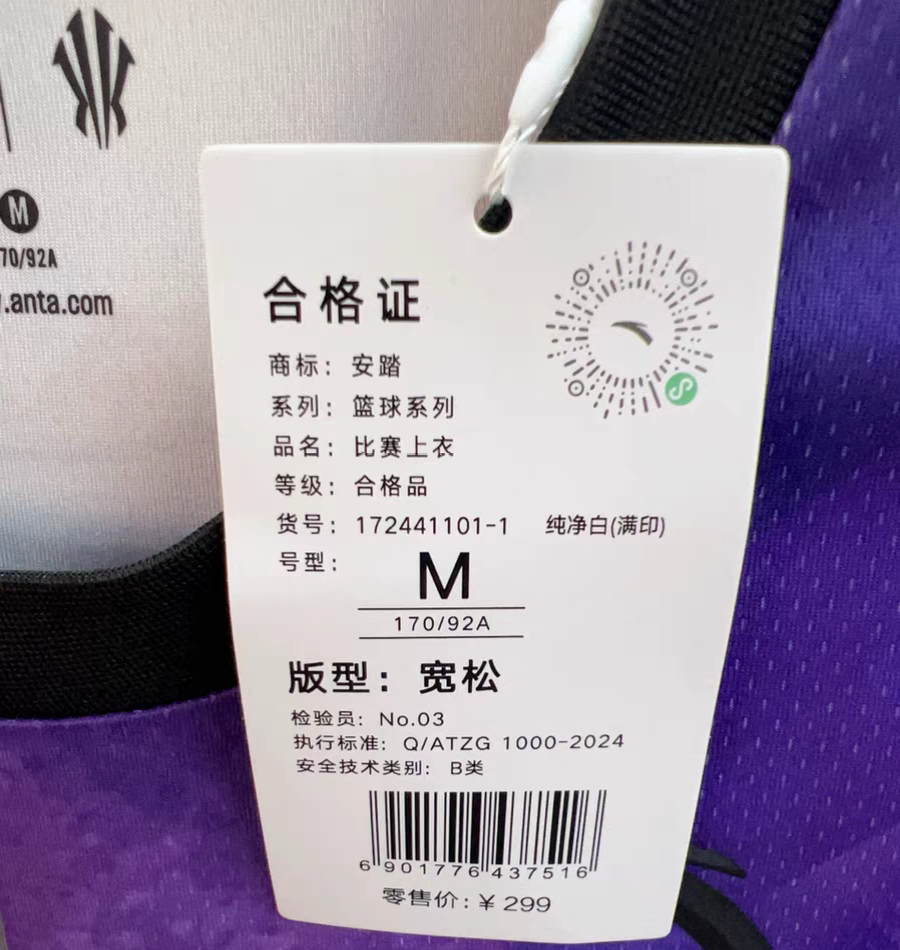 M
70/92A
.anta.com
合格证
商标：安踏
系列：篮球系列
品名：比赛上衣
等级：合格品
货号：172441101-1 纯净白(满印)
号型：M
170/92A
版型：宽松
检验员：No.03
执行标准：Q/ATZG 1000-2024
安全技术类别：B类
6 901776 437516
零售价：¥ 299